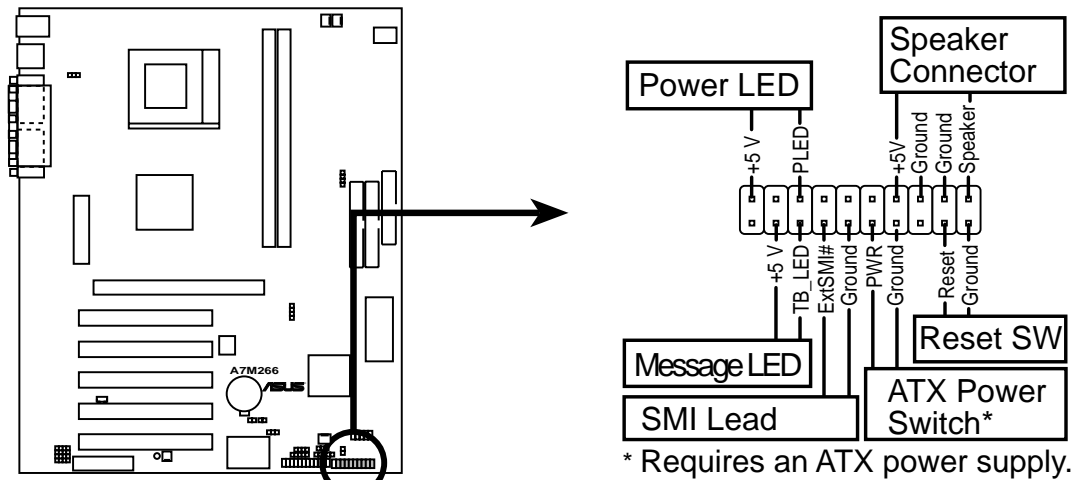 Speaker
Connector
Power LED
+5 V
PLED
+5V
Ground
Ground
Speaker
+5 V
TB_LED
ExtSMI#
Ground
PWR
Ground
Reset
Ground
Reset SW
Message LED
ATX Power
Switch*
SMI Lead
* Requires an ATX power supply.
A7M266
ASUS